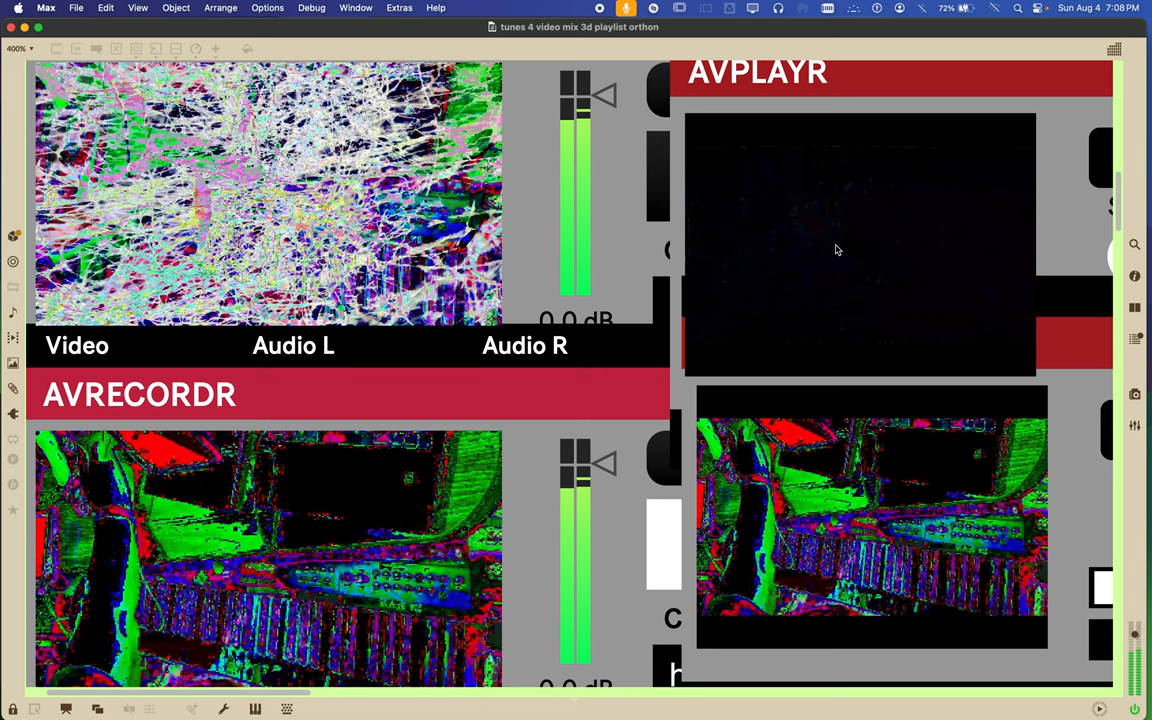 Max File Edit View Object Arrange Options Debug Window Extras Help
72% Sun Aug 4 7:08 PM
tunes 4 video mix 3d playlist orthon
400%
AVPLAYR
0.0 dB
Video Audio L Audio R
AVRECORDR
0.0 dB